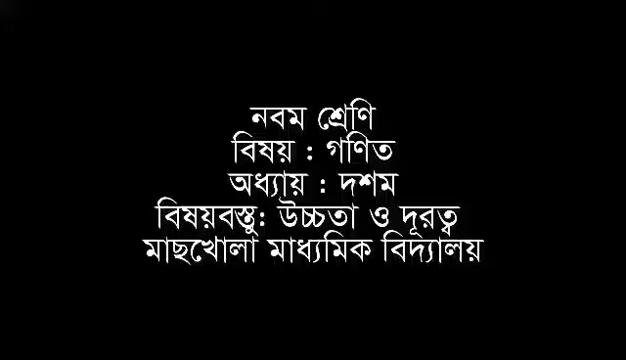 নবম শ্রেণি
বিষয় : গণিত
অধ্যায় : দশম
বিষয়বস্তু: উচ্চতা ও দূরত্ব
মাছখোলা মাধ্যমিক বিদ্যালয়